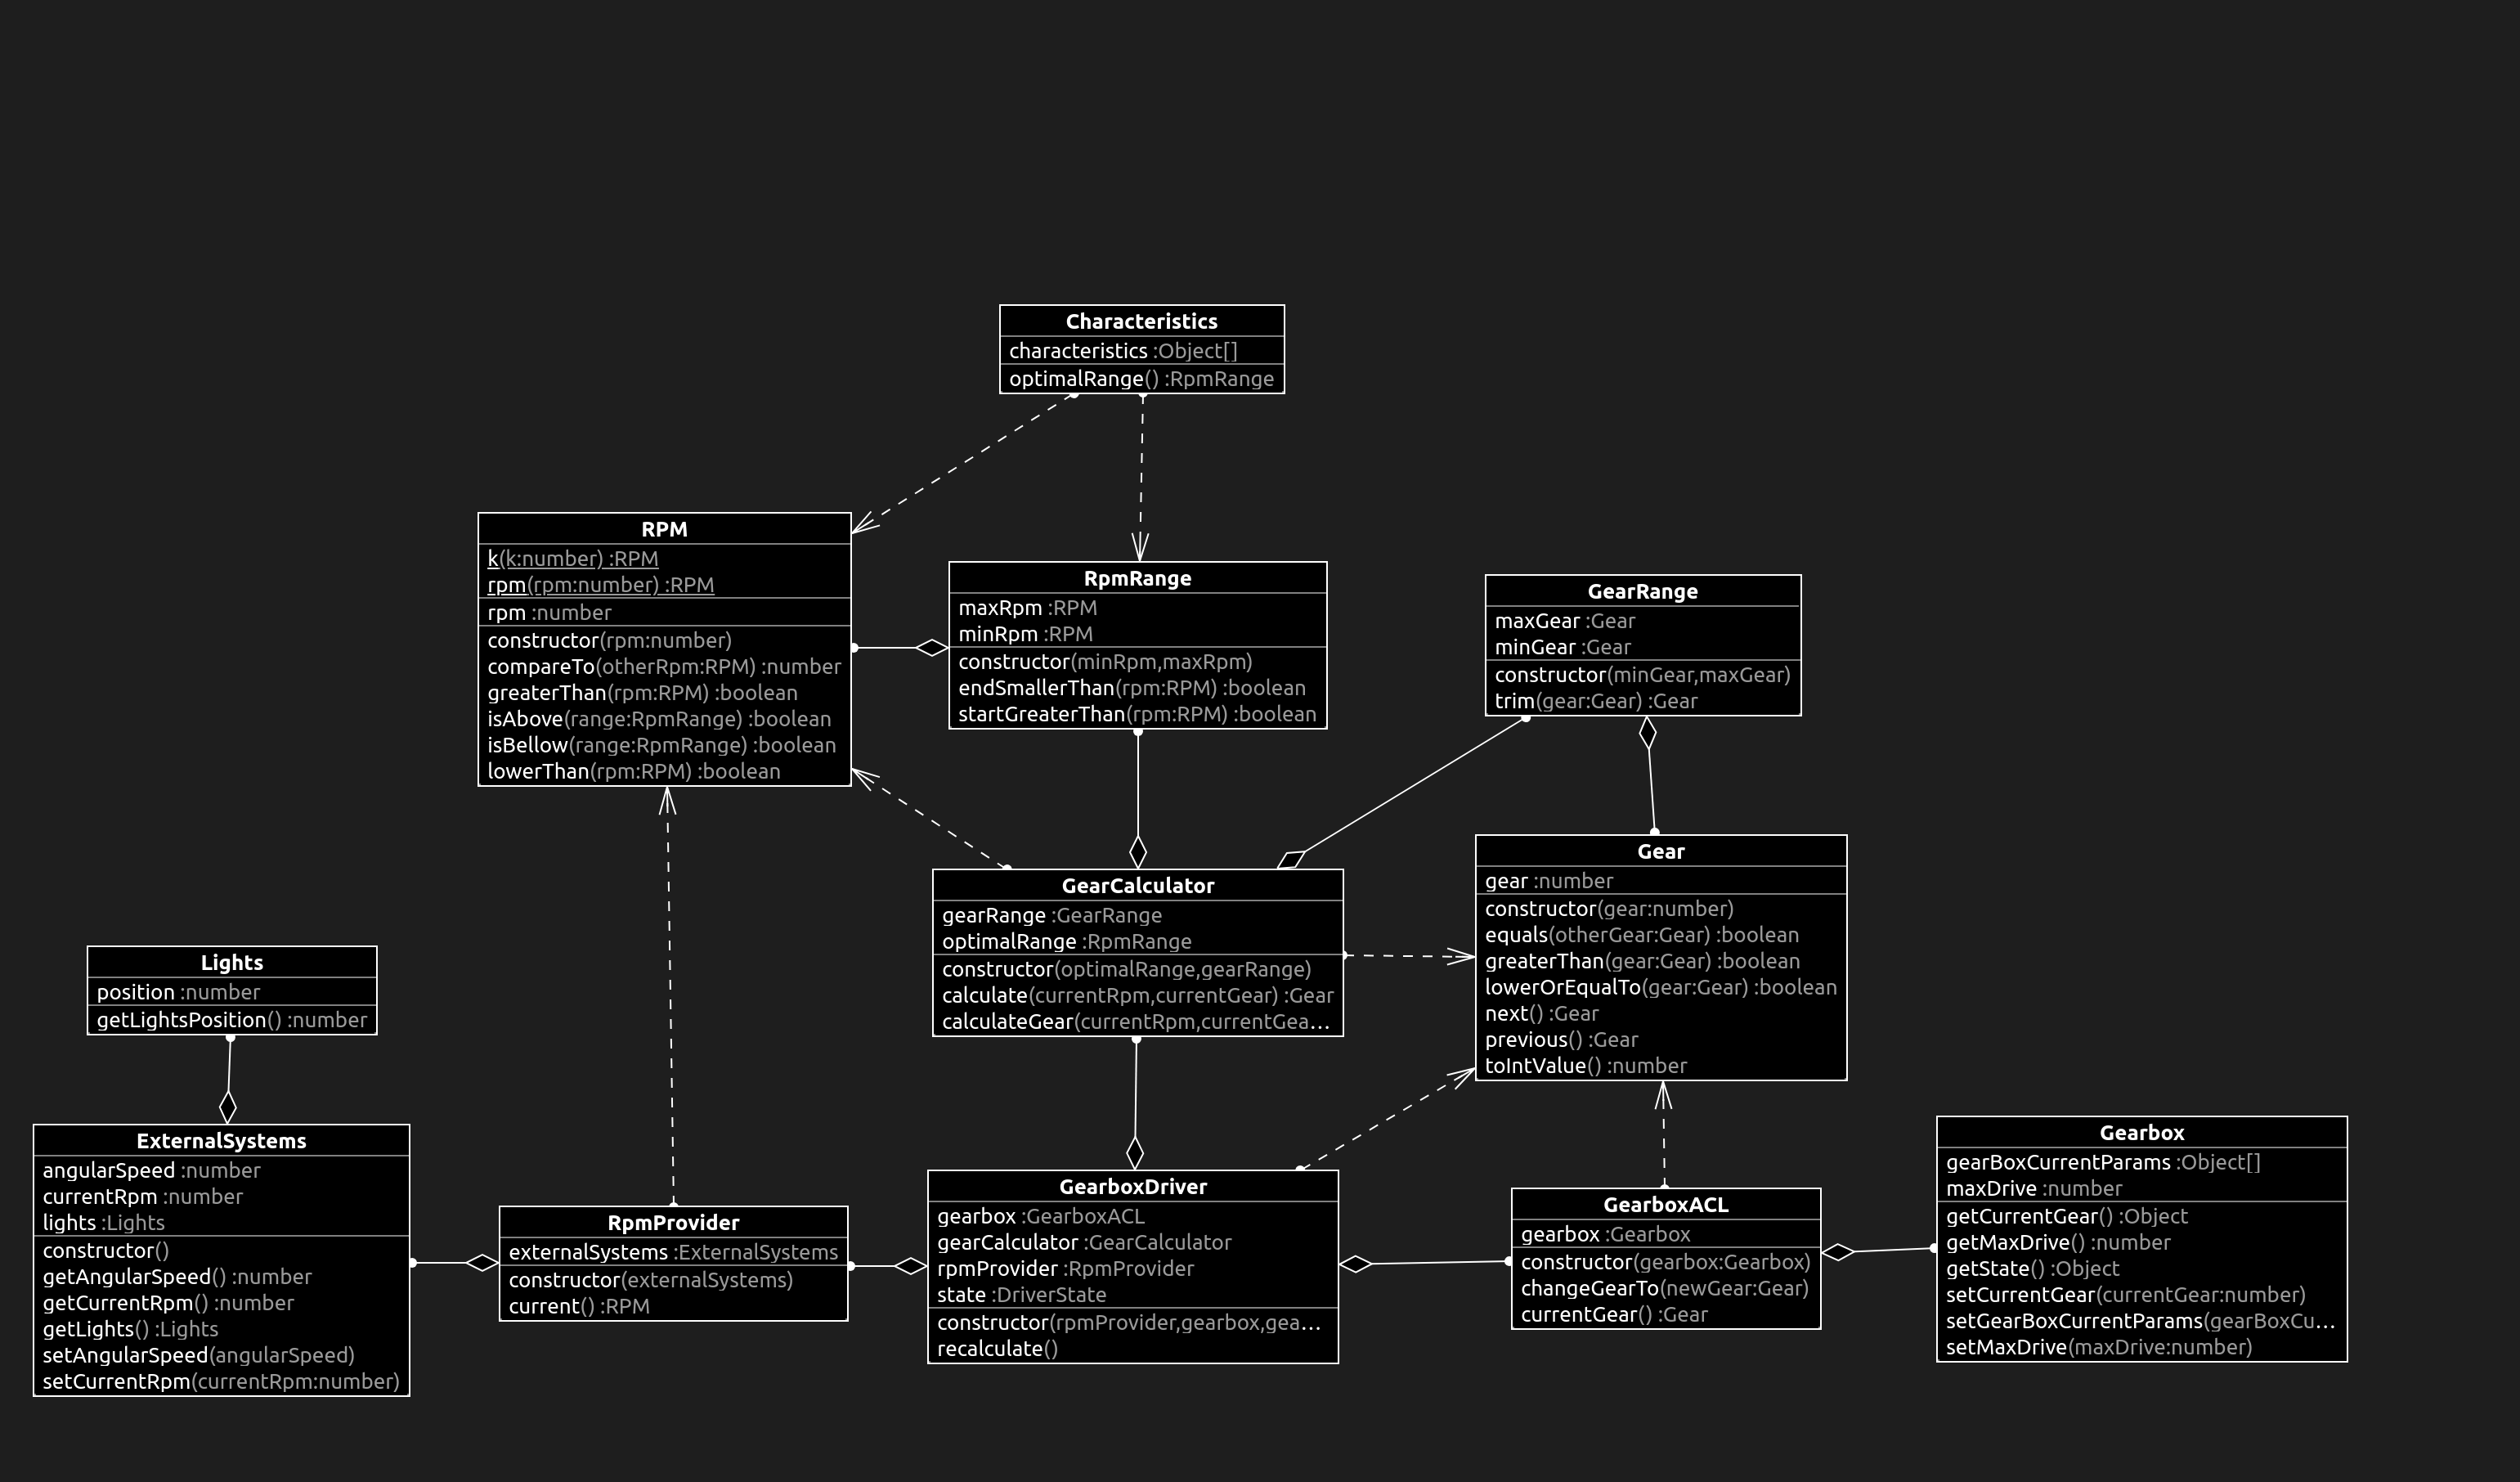 Characteristics
characteristics :Object[]
optimalRange() :RpmRange
RPM
k(k:number) :RPM
rpm(rpm:number) :RPM
rpm :number
constructor(rpm:number)
compareTo(otherRpm:RPM) :number
greaterThan(rpm:RPM) :boolean
isAbove(range:RpmRange) :boolean
isBellow(range:RpmRange) :boolean
lowerThan(rpm:RPM) :boolean
RpmRange
maxRpm :RPM
minRpm :RPM
constructor(minRpm,maxRpm)
endSmallerThan(rpm:RPM) :boolean
startGreaterThan(rpm:RPM) :boolean
GearRange
maxGear :Gear
minGear :Gear
constructor(minGear,maxGear)
trim(gear:Gear) :Gear
Gear
gear :number
constructor(gear:number)
equals(otherGear:Gear) :boolean
greaterThan(gear:Gear) :boolean
lowerOrEqualTo(gear:Gear) :boolean
next() :Gear
previous() :Gear
toIntValue() :number
GearCalculator
gearRange :GearRange
optimalRange :RpmRange
constructor(optimalRange,gearRange)
calculate(currentRpm,currentGear) :Gear
calculateGear(currentRpm,currentGea...
Lights
position :number
getLightsPosition() :number
ExternalSystems
angularSpeed :number
currentRpm :number
lights :Lights
constructor()
getAngularSpeed() :number
getCurrentRpm() :number
getLights() :Lights
setAngularSpeed(angularSpeed)
setCurrentRpm(currentRpm:number)
RpmProvider
externalSystems :ExternalSystems
constructor(externalSystems)
current() :RPM
GearboxDriver
gearbox :GearboxACL
gearCalculator :GearCalculator
rpmProvider :RpmProvider
state :DriverState
constructor(rpmProvider,gearbox,gea...
recalculate()
GearboxACL
gearbox :Gearbox
constructor(gearbox:Gearbox)
changeGearTo(newGear:Gear)
currentGear() :Gear
Gearbox
gearBoxCurrentParams :Object[]
maxDrive :number
getCurrentGear() :Object
getMaxDrive() :number
getState() :Object
setCurrentGear(currentGear:number)
setGearBoxCurrentParams(gearBoxCu...
setMaxDrive(maxDrive:number)